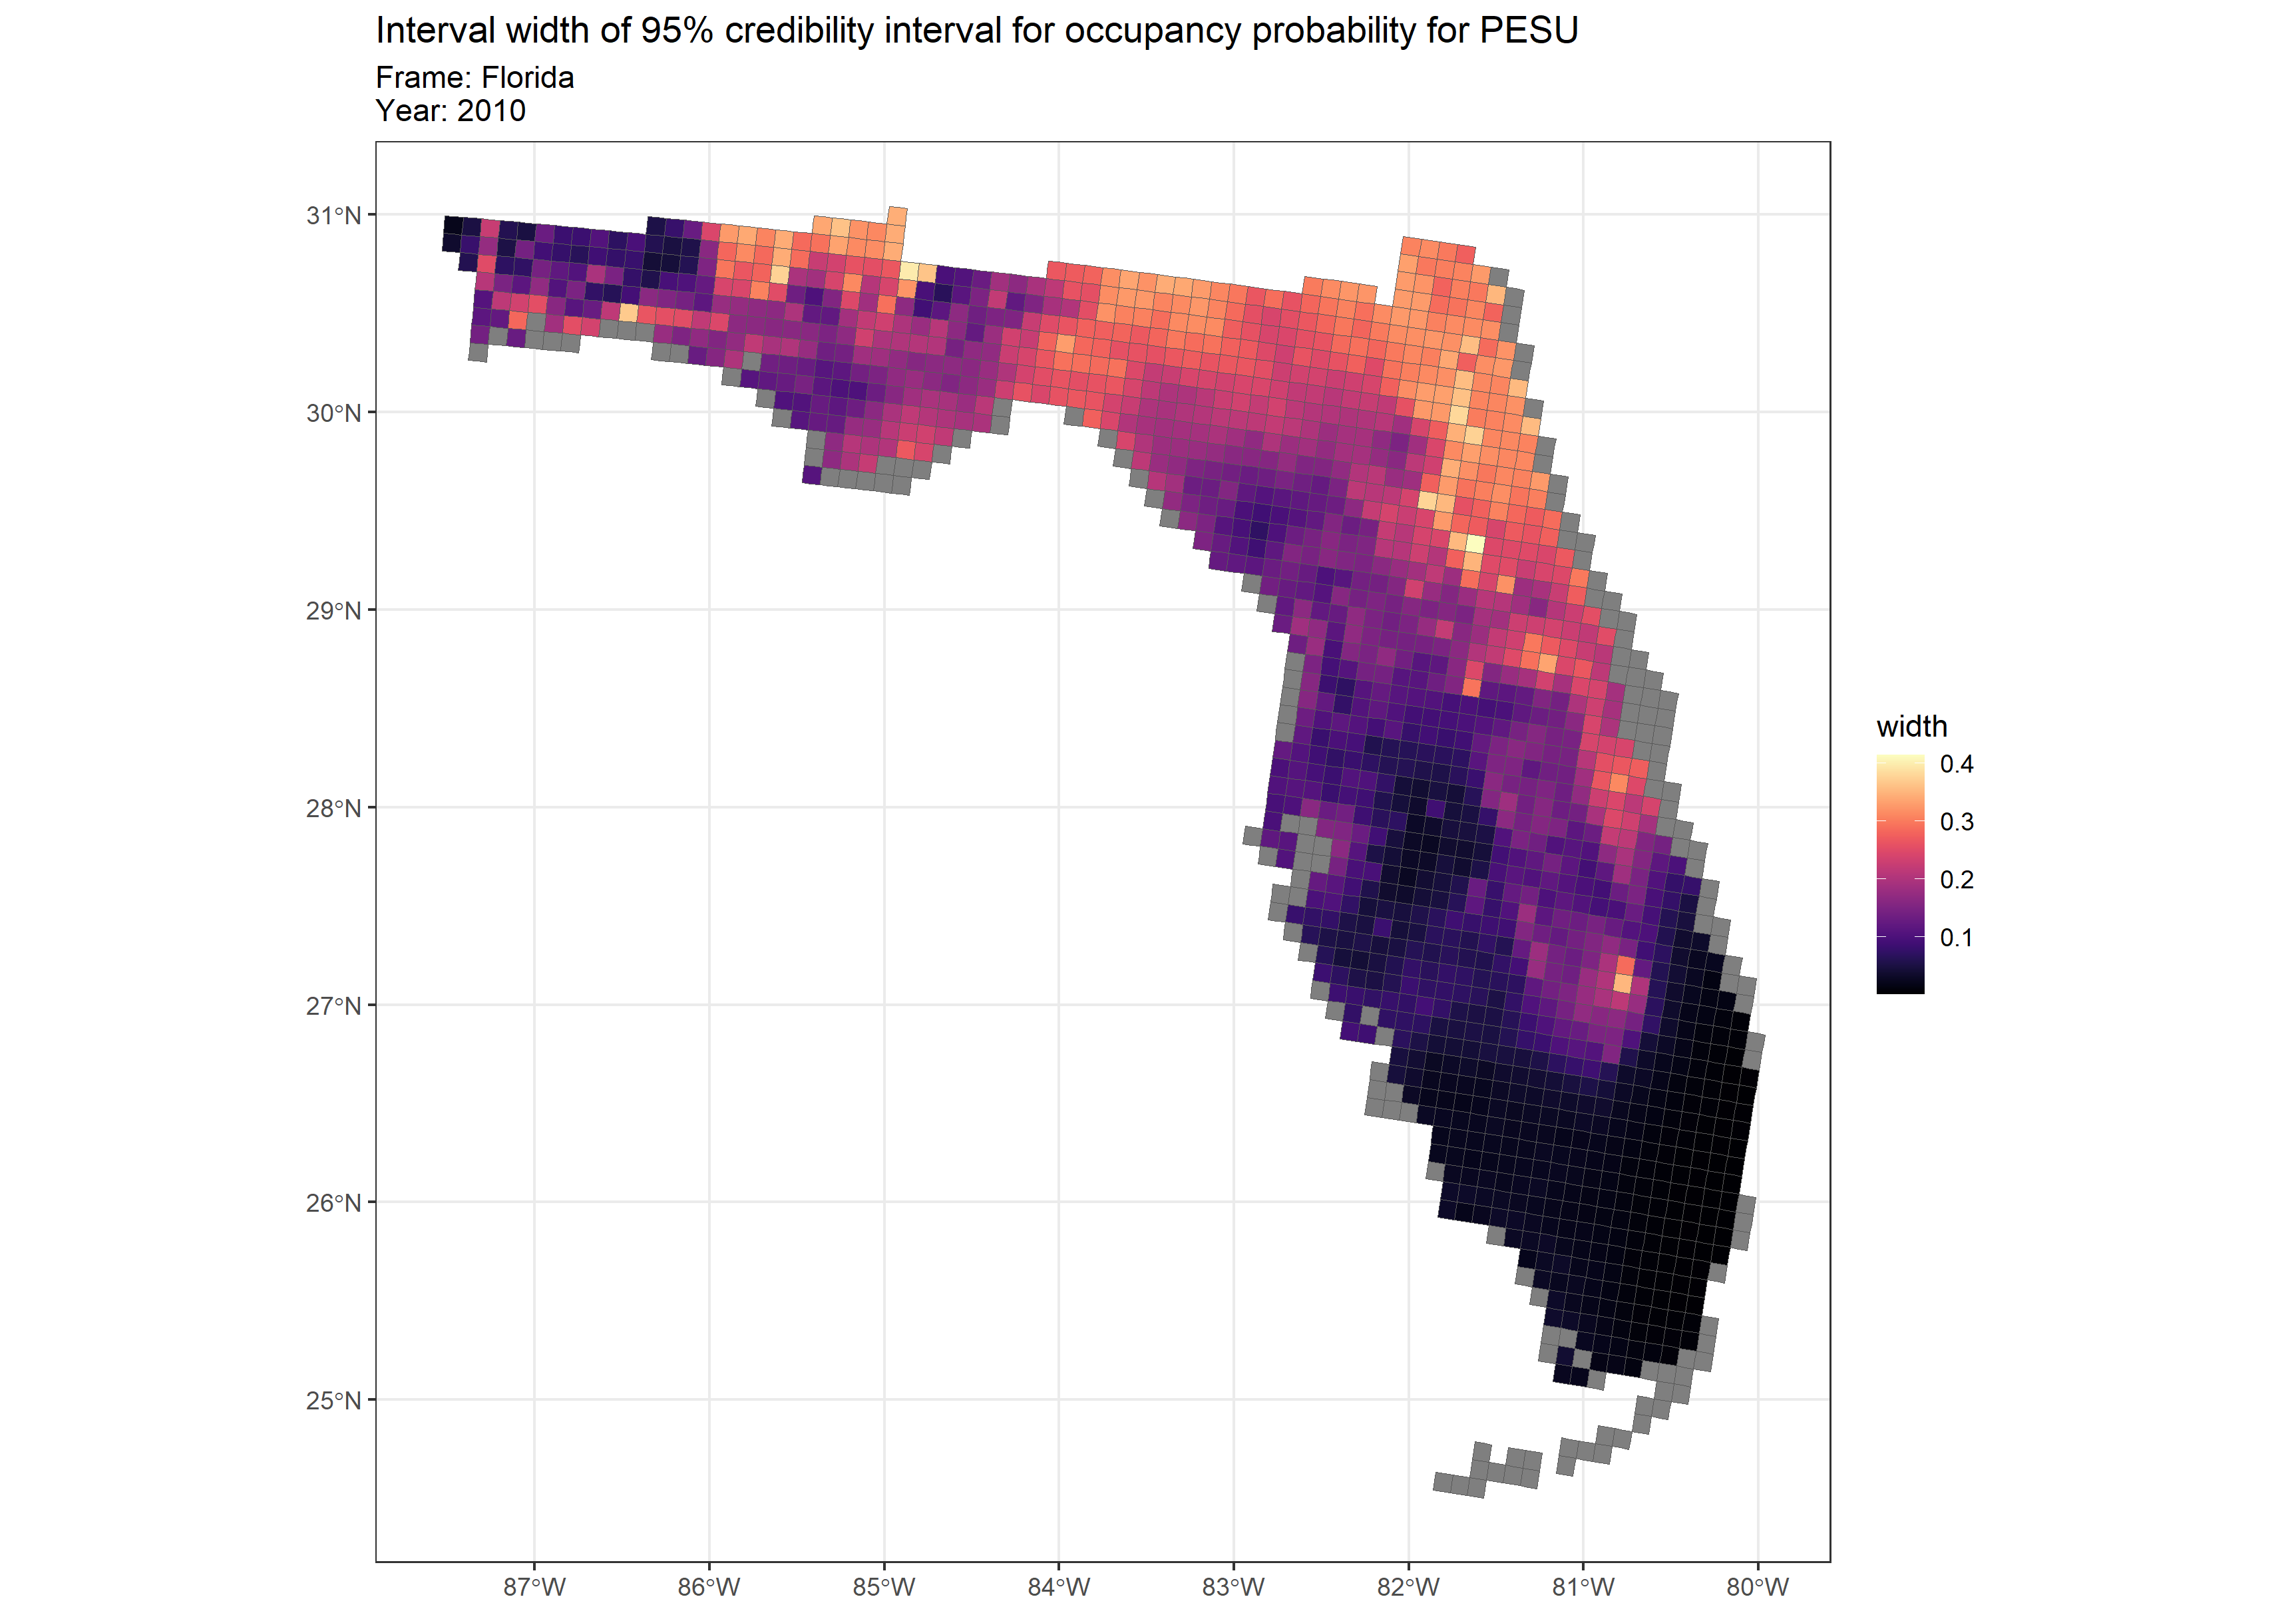 Interval width of 95% credibility interval for occupancy probability for PESU
Frame: Florida
Year: 2010
31°N
30°N
29°N
28°N
27°N
26°N
25°N
87°W
86°W
85°W
84°W
83°W
82°W
81°W
80°W
width
0.4
0.3
0.2
0.1